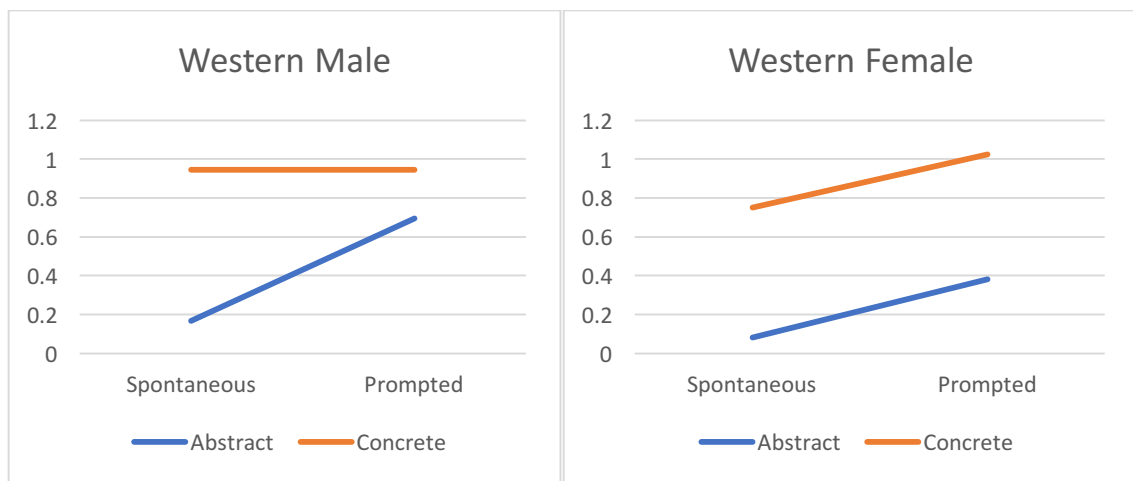 Western Male
1.2
1
0.8
0.6
0.4
0.2
0
Spontaneous Prompted
Abstract Concrete
Western Female
1.2
1
0.8
0.6
0.4
0.2
0
Spontaneous Prompted
Abstract Concrete